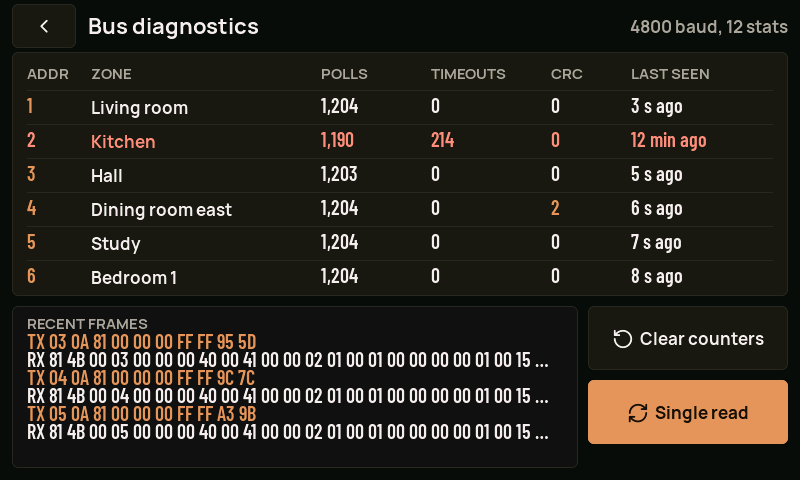 Bus diagnostics
4800 baud, 12 stats
ADDR ZONE POLLS TIMEOUTS CRC LAST SEEN
1 Living room 1,204 0 0 3 s ago
2 Kitchen 1,190 214 0 12 min ago
3 Hall 1,203 0 0 5 s ago
4 Dining room east 1,204 0 2 6 s ago
5 Study 1,204 0 0 7 s ago
6 Bedroom 1 1,204 0 0 8 s ago
RECENT FRAMES
TX 03 0A 81 00 00 00 FF FF 95 5D
RX 81 4B 00 03 00 00 00 40 00 41 00 00 02 01 00 01 00 00 00 00 01 00 15 ...
TX 04 0A 81 00 00 00 FF FF 9C 7C
RX 81 4B 00 04 00 00 00 40 00 41 00 00 02 01 00 01 00 00 00 00 01 00 15 ...
TX 05 0A 81 00 00 00 FF FF A3 9B
RX 81 4B 00 05 00 00 00 40 00 41 00 00 02 01 00 01 00 00 00 00 01 00 15 ...
Clear counters
Single read